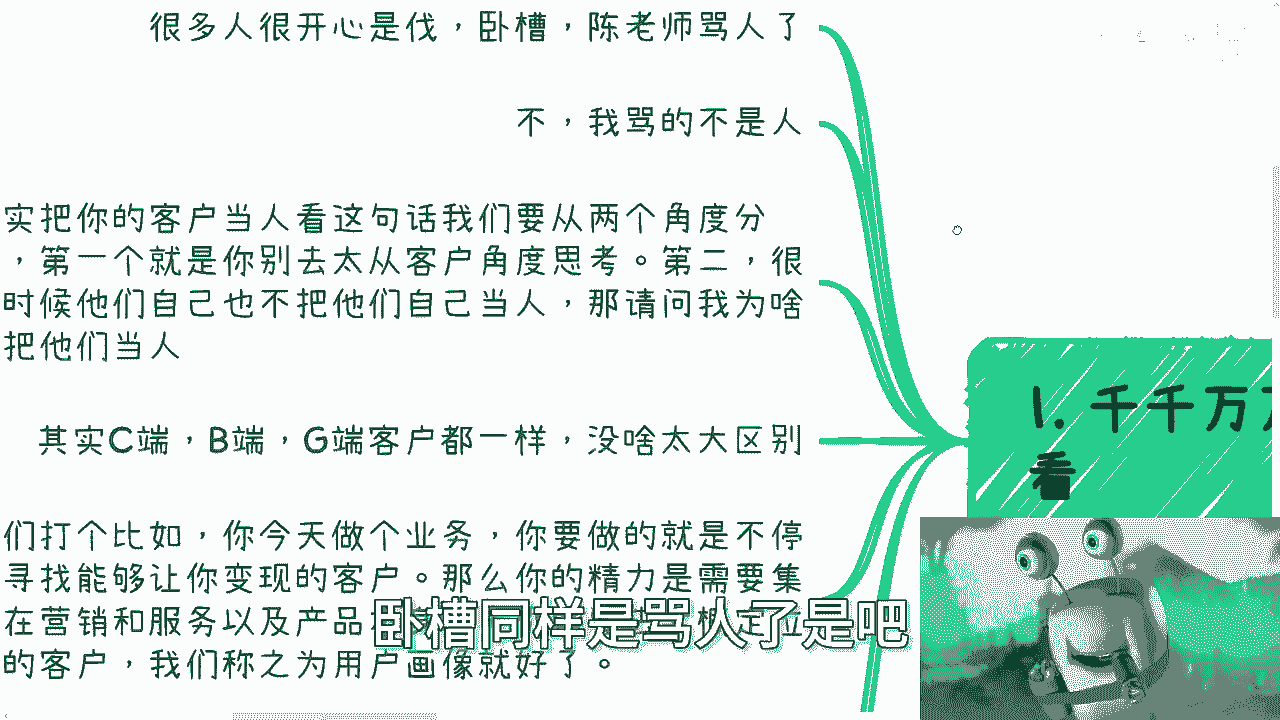 很多人很开心是伐，卧槽，陈老师骂人了
不，我骂的不是人
实把你的客户当人看这句话我们要从两个角度分
，第一个就是你别去太从客户角度思考。第二，很
时候他们自己也不把他们自己当人，那请问我为啥
把他们当人
其实C端，B端，G端客户都一样，没啥太大区别
们打个比如，你今天做个业务，你要做的就是不停
寻找能够让你变现的客户。那么你的精力是需要集
在营销和服务以及产品
的客户，我们称之为用户画像就好了。
1. 千千万万
看
卧槽同样是骂人了是吧